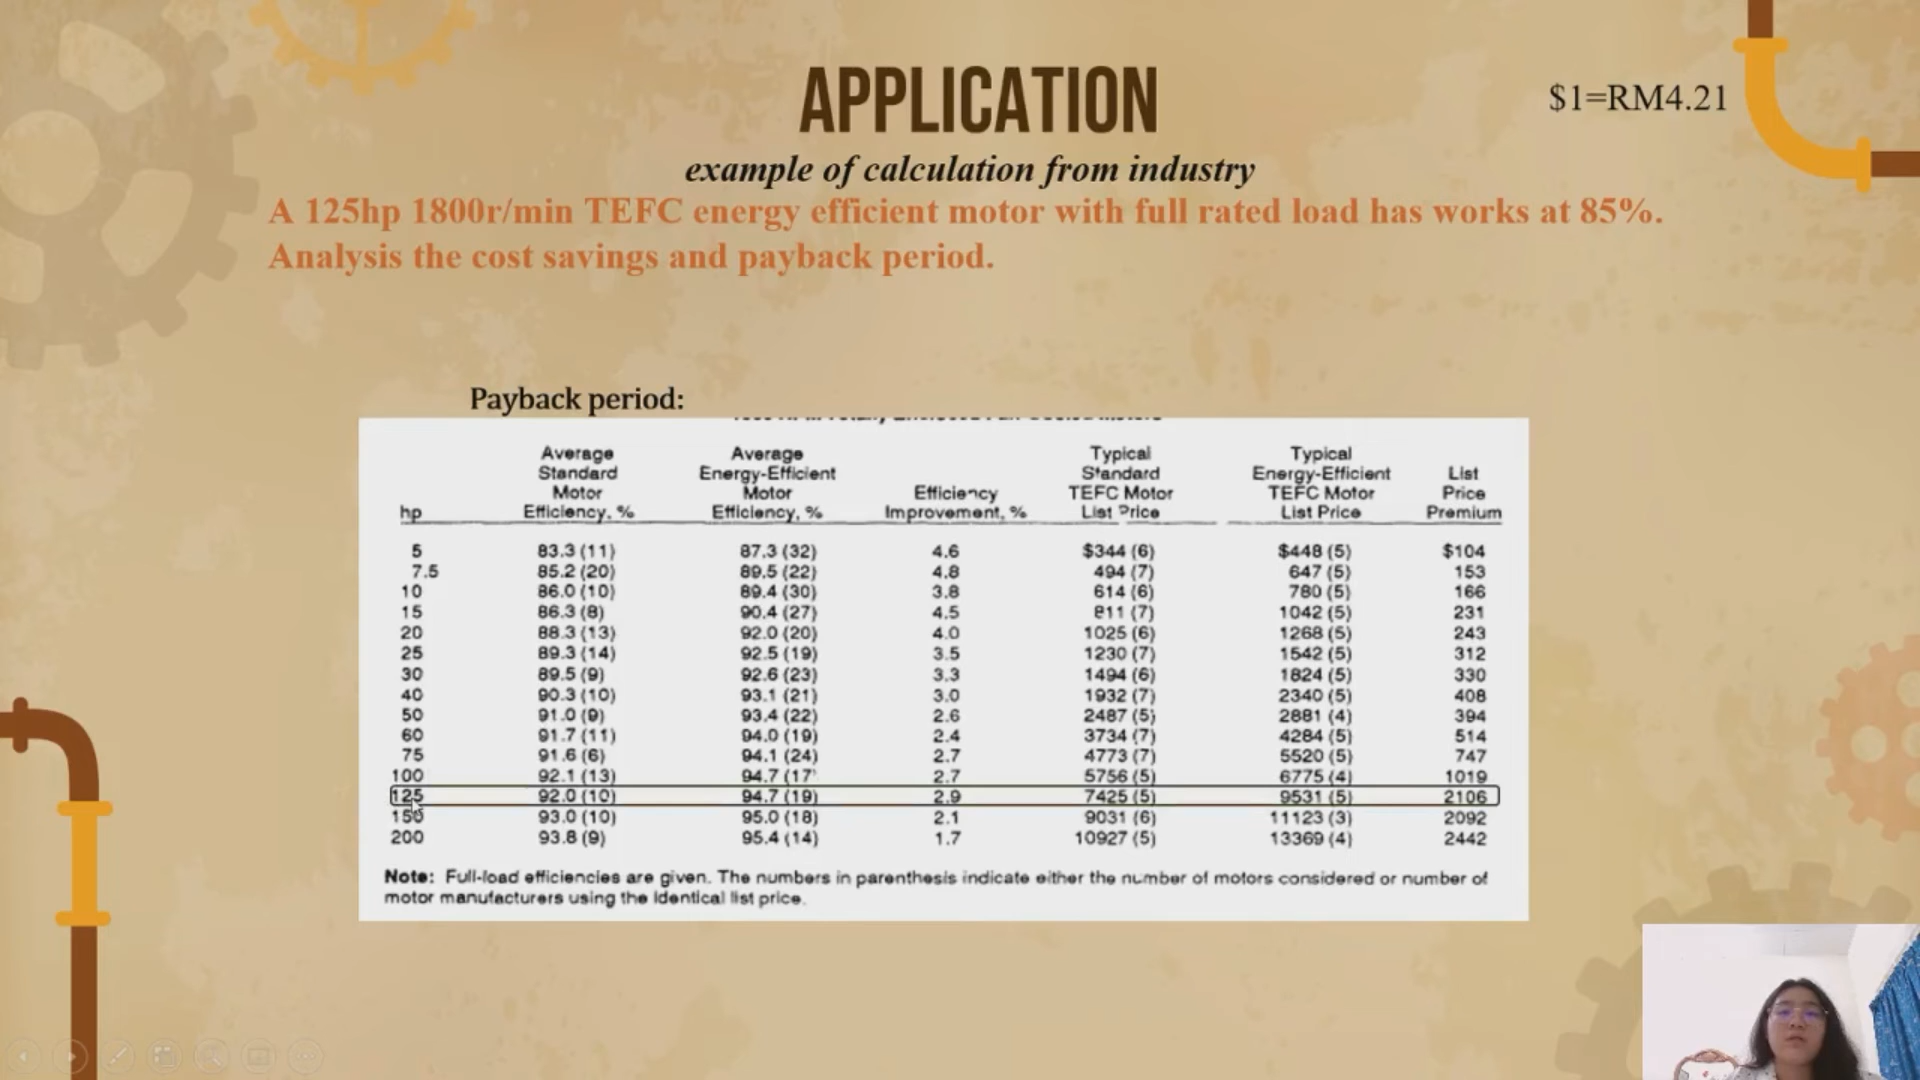 APPLICATION
$1=RM4.21
example of calculation from industry
A 125hp 1800r/min TEFC energy efficient motor with full rated load has works at 85%.
Analysis the cost savings and payback period.
Payback period:
Average Average Typical Typical
Standard Energy-Efficient Standard Energy-Efficient List
Motor Motor Efficiency TEFC Motor TEFC Motor Price
hp Efficiency, % Efficiency, % Improvement, % List Price List Price Premium
5 83.3 (11) 87.3 (32) 4.6 $344 (6) $448 (5) $104
7.5 85.2 (20) 89.5 (22) 4.8 494 (7) 647 (5) 153
10 86.0 (10) 89.4 (30) 3.8 614 (6) 780 (5) 166
15 86.3 (8) 90.4 (27) 4.5 811 (7) 1042 (5) 231
20 88.3 (13) 92.0 (20) 4.0 1025 (6) 1268 (5) 243
25 89.3 (14) 92.5 (19) 3.5 1230 (7) 1542 (5) 312
30 89.5 (9) 92.6 (23) 3.3 1494 (6) 1824 (5) 330
40 90.3 (10) 93.1 (21) 3.0 1932 (7) 2340 (5) 408
50 91.0 (9) 93.4 (22) 2.6 2487 (5) 2881 (4) 394
60 91.7 (11) 94.0 (19) 2.4 3734 (7) 4284 (5) 514
75 91.6 (6) 94.1 (24) 2.7 4773 (7) 5520 (5) 747
100 92.1 (13) 94.7 (17) 2.7 5756 (5) 6775 (4) 1019
125 92.0 (10) 94.7 (19) 2.9 7425 (5) 9531 (5) 2106
150 93.0 (10) 95.0 (18) 2.1 9031 (6) 11123 (3) 2092
200 93.8 (9) 95.4 (14) 1.7 10927 (5) 13369 (4) 2442
Note: Full-load efficiencies are given. The numbers in parenthesis indicate either the number of motors considered or number of
motor manufacturers using the identical list price.